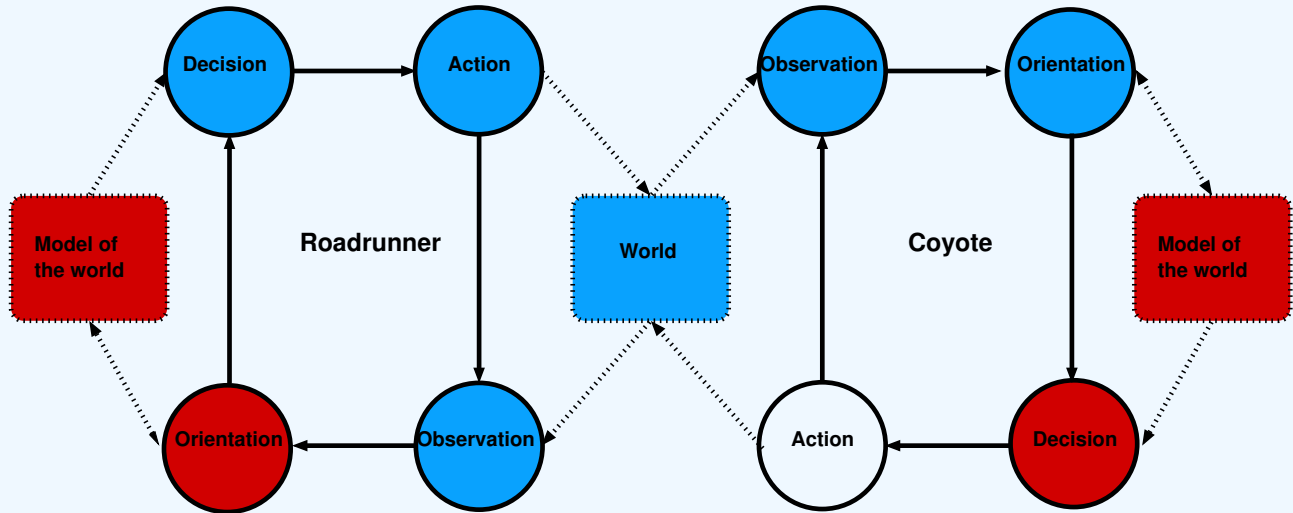 Decision
Action
Observation
Orientation
Model of
the world
Roadrunner
World
Coyote
Model of
the world
Orientation
Observation
Action
Decision